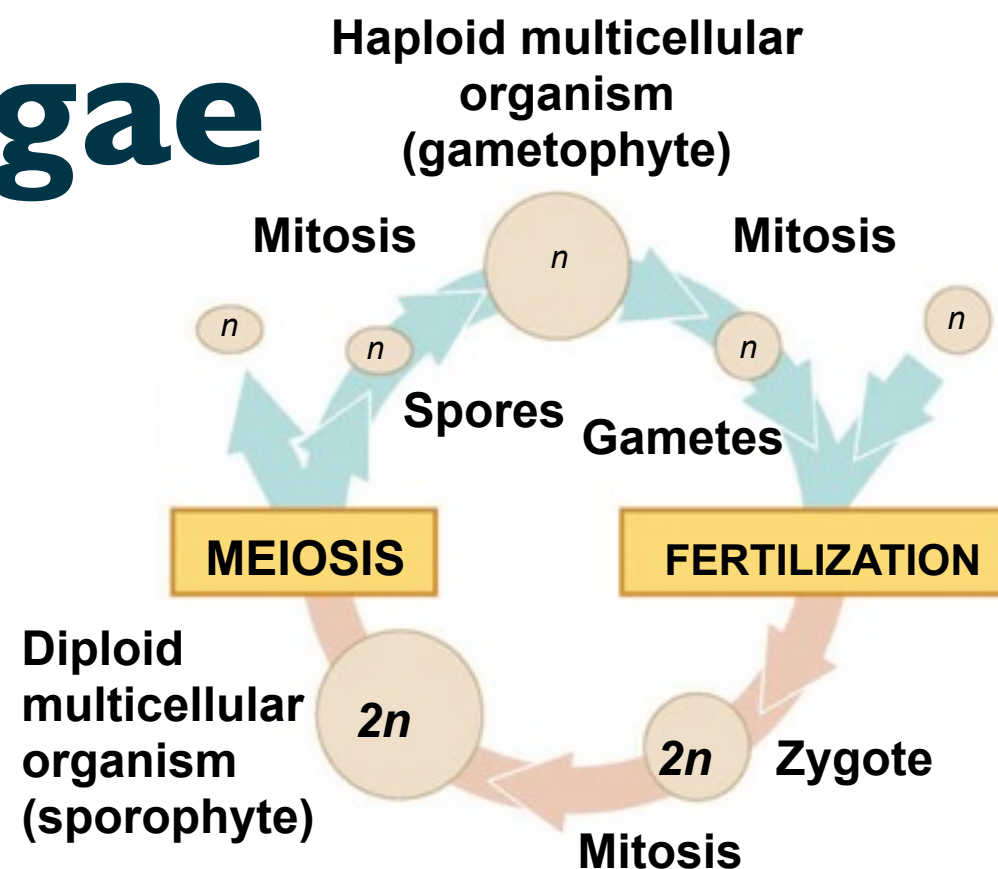 gae
Haploid multicellular
organism
(gametophyte)
Mitosis
Mitosis
n
n
n
n
n
Spores
Gametes
MEIOSIS
FERTILIZATION
Diploid
multicellular
organism
(sporophyte)
2n
2n
Zygote
Mitosis